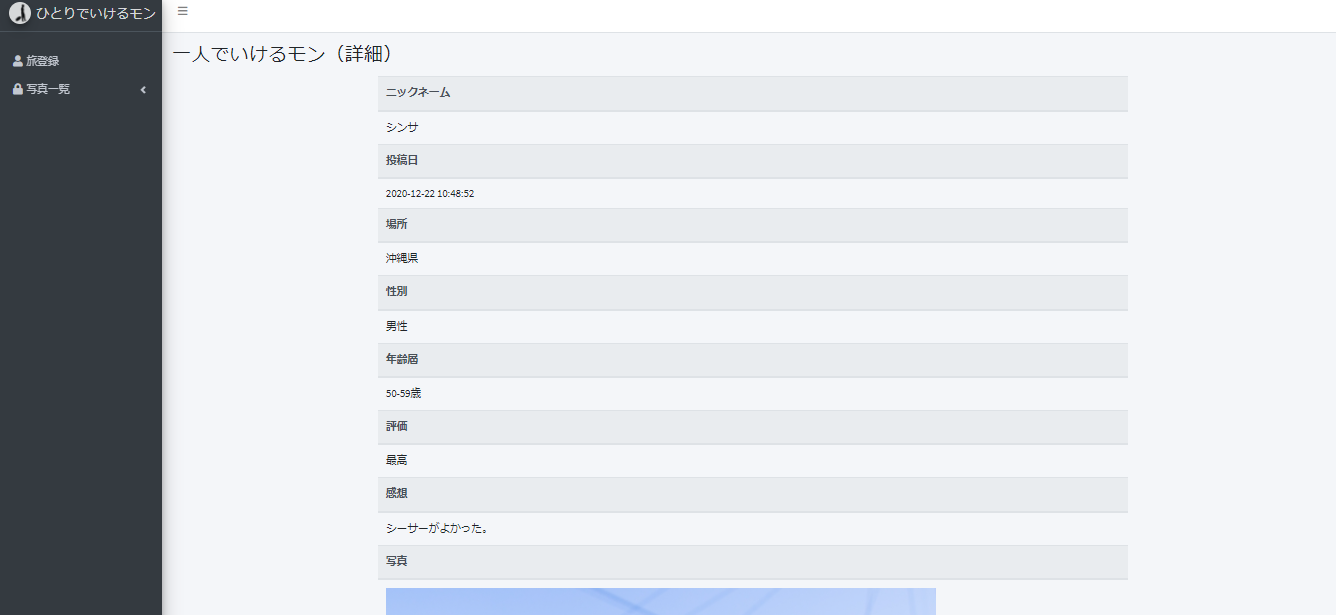 ひとりでいけるモン
旅登録
写真一覧
一人でいけるモン（詳細）
ニックネーム
シンサ
投稿日
2020-12-22 10:48:52
場所
沖縄県
性別
男性
年齢層
50-59歳
評価
最高
感想
シーサーがよかった。
写真